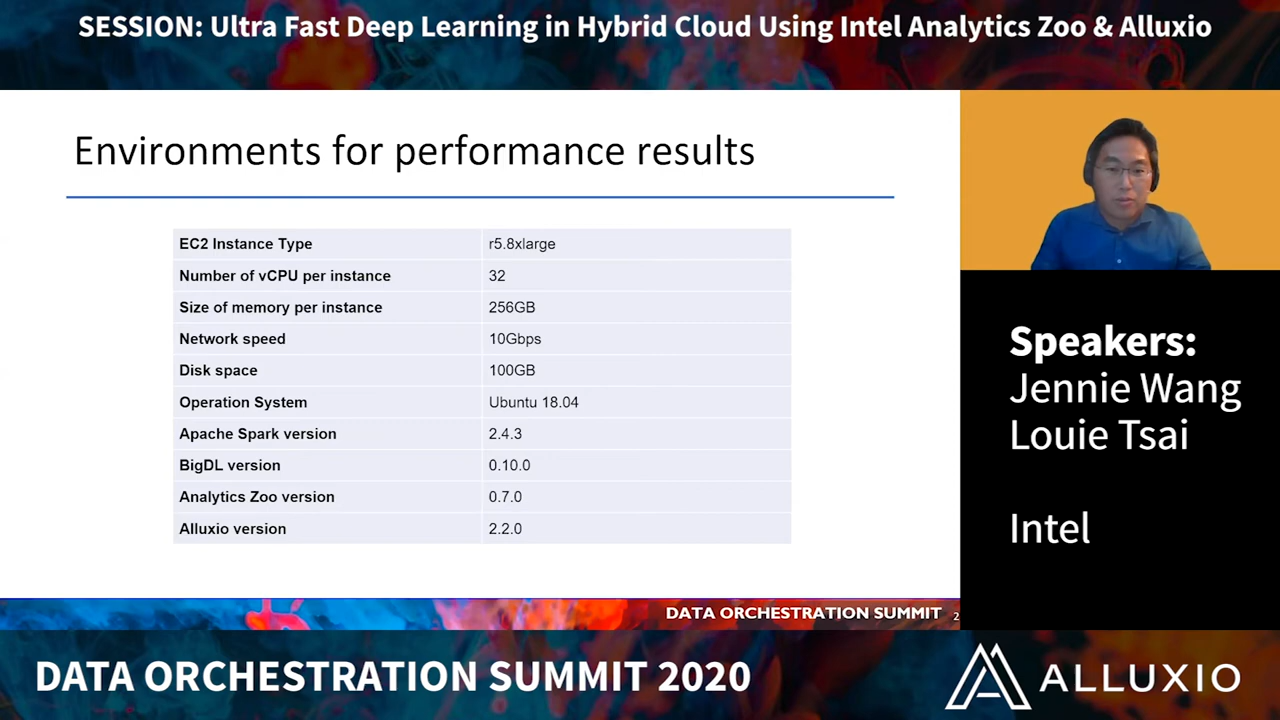 SESSION: Ultra Fast Deep Learning in Hybrid Cloud Using Intel Analytics Zoo & Alluxio
Environments for performance results
EC2 Instance Type r5.8xlarge
Number of vCPU per instance 32
Size of memory per instance 256GB
Network speed 10Gbps
Disk space 100GB
Operation System Ubuntu 18.04
Apache Spark version 2.4.3
BigDL version 0.10.0
Analytics Zoo version 0.7.0
Alluxio version 2.2.0
DATA ORCHESTRATION SUMMIT 2
Speakers:
Jennie Wang
Louie Tsai
Intel
DATA ORCHESTRATION SUMMIT 2020
ALLUXIO